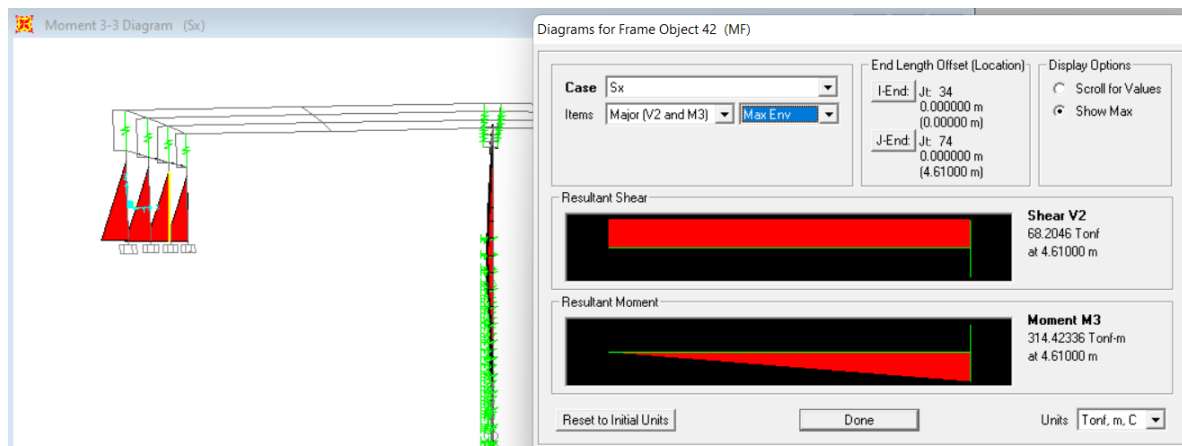 Moment 3-3 Diagram (Sx)
Diagrams for Frame Object 42 (MF)
Case Sx
Items Major (V2 and M3) Max Env
End Length Offset (Location)
I-End: Jt: 34
0.000000 m
(0.00000 m)
J-End: Jt: 74
0.000000 m
(4.61000 m)
Display Options
Scroll for Values
Show Max
Resultant Shear
Shear V2
68.2046 Tonf
at 4.61000 m
Resultant Moment
Moment M3
314.42336 Tonf-m
at 4.61000 m
Reset to Initial Units
Done
Units Tonf, m, C